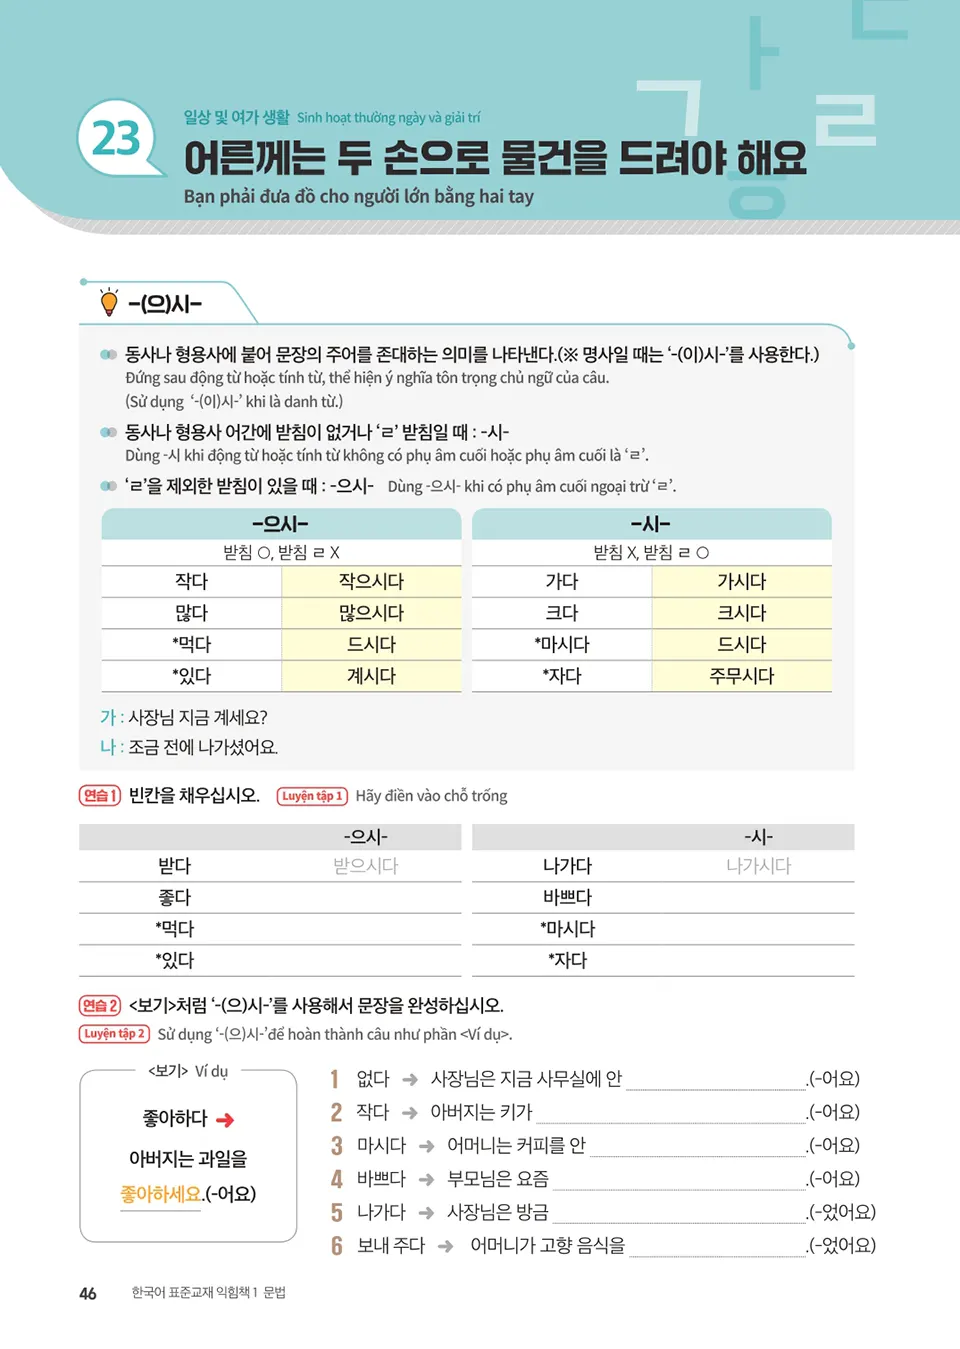 23
일상 및 여가 생활 Sinh hoạt thường ngày và giải trí
어른께는 두 손으로 물건을 드려야 해요
Bạn phải đưa đồ cho người lớn bằng hai tay
ㄱ ㅏ ㄴ ㄹ ㅎ
-(으)시-
동사나 형용사에 붙어 문장의 주어를 존대하는 의미를 나타낸다.(※ 명사일 때는 ‘-(이)시-’를 사용한다.)
Đứng sau động từ hoặc tính từ, thể hiện ý nghĩa tôn trọng chủ ngữ của câu.
(Sử dụng ‘-(이)시-’ khi là danh từ.)
동사나 형용사 어간에 받침이 없거나 ‘ㄹ’ 받침일 때 : -시-
Dùng -시 khi động từ hoặc tính từ không có phụ âm cuối hoặc phụ âm cuối là ‘ㄹ’.
‘ㄹ’을 제외한 받침이 있을 때 : -으시- Dùng -으시- khi có phụ âm cuối ngoại trừ ‘ㄹ’.
-으시- -시-
받침 ○, 받침 ㄹ X 받침 X, 받침 ㄹ ○
작다 작으시다 가다 가시다
많다 많으시다 크다 크시다
*먹다 드시다 *마시다 드시다
*있다 계시다 *자다 주무시다
가 : 사장님 지금 계세요?
나 : 조금 전에 나가셨어요.
연습 1 빈칸을 채우십시오. Luyện tập 1 Hãy điền vào chỗ trống
-으시- -시-
받다 받으시다 나가다 나가시다
좋다 바쁘다
*먹다 *마시다
*있다 *자다
연습 2 <보기>처럼 ‘-(으)시-’를 사용해서 문장을 완성하십시오.
Luyện tập 2 Sử dụng ‘-(으)시-’để hoàn thành câu như phần <Ví dụ>.
<보기> Ví dụ
좋아하다 ➜
아버지는 과일을
좋아하세요.(-어요)
1 없다 ➜ 사장님은 지금 사무실에 안 .(-어요)
2 작다 ➜ 아버지는 키가 .(-어요)
3 마시다 ➜ 어머니는 커피를 안 .(-어요)
4 바쁘다 ➜ 부모님은 요즘 .(-어요)
5 나가다 ➜ 사장님은 방금 .(-었어요)
6 보내 주다 ➜ 어머니가 고향 음식을 .(-었어요)
46 한국어 표준교재 익힘책 1 문법